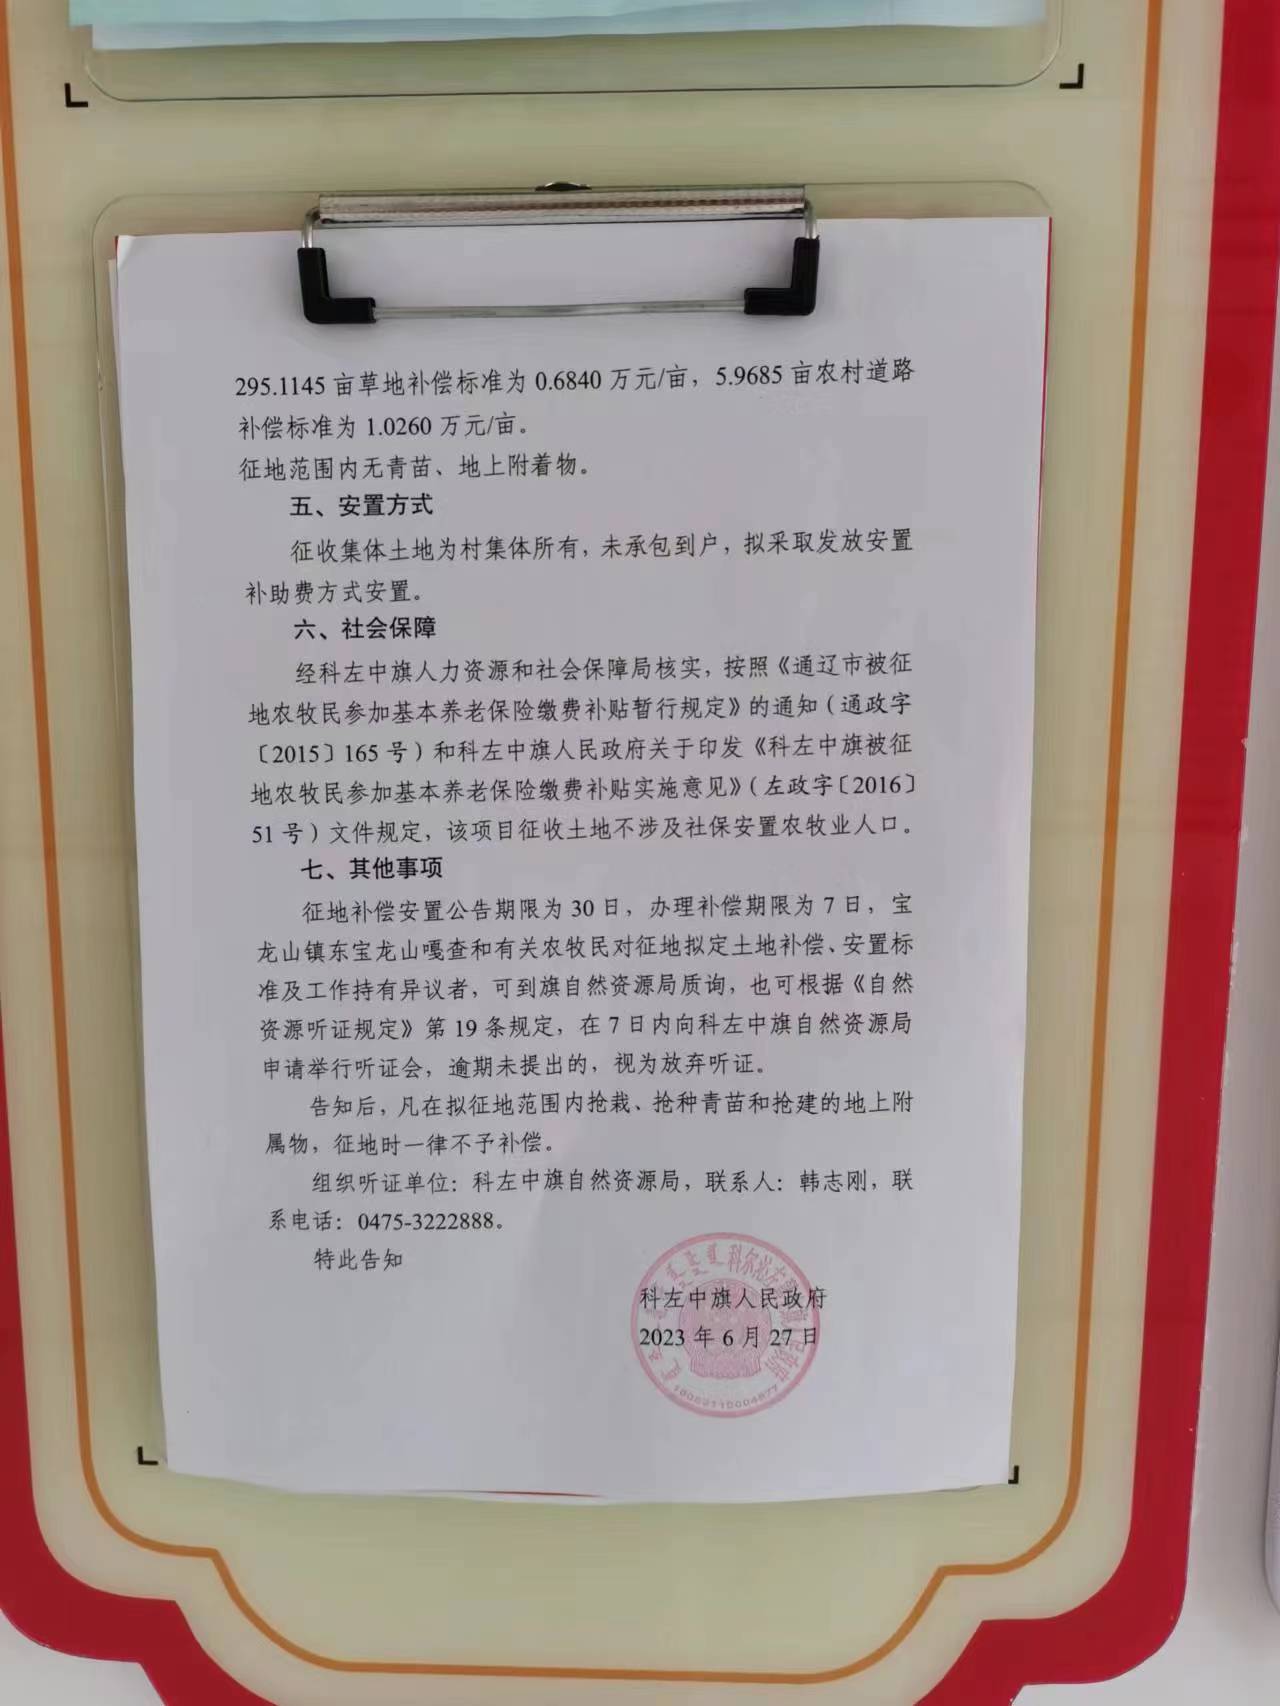 295.1145 亩草地补偿标准为 0.6840 万元/亩，5.9685 亩农村道路
补偿标准为 1.0260 万元/亩。
征地范围内无青苗、地上附着物。
五、安置方式
征收集体土地为村集体所有，未承包到户，拟采取发放安置
补助费方式安置。
六、社会保障
经科左中旗人力资源和社会保障局核实，按照《通辽市被征
地农牧民参加基本养老保险缴费补贴暂行规定》的通知（通政字
〔2015〕165 号）和科左中旗人民政府关于印发《科左中旗被征
地农牧民参加基本养老保险缴费补贴实施意见》（左政字〔2016〕
51 号）文件规定，该项目征收土地不涉及社保安置农牧业人口。
七、其他事项
征地补偿安置公告期限为 30 日，办理补偿期限为 7 日，宝
龙山镇东宝龙山嘎查和有关农牧民对征地拟定土地补偿、安置标
准及工作持有异议者，可到旗自然资源局质询，也可根据《自然
资源听证规定》第 19 条规定，在 7 日内向科左中旗自然资源局
申请举行听证会，逾期未提出的，视为放弃听证。
告知后，凡在拟征地范围内抢栽、抢种青苗和抢建的地上附
属物，征地时一律不予补偿。
组织听证单位：科左中旗自然资源局，联系人：韩志刚，联
系电话：0475-3222888。
特此告知
科左中旗人民政府
2023 年 6 月 27 日